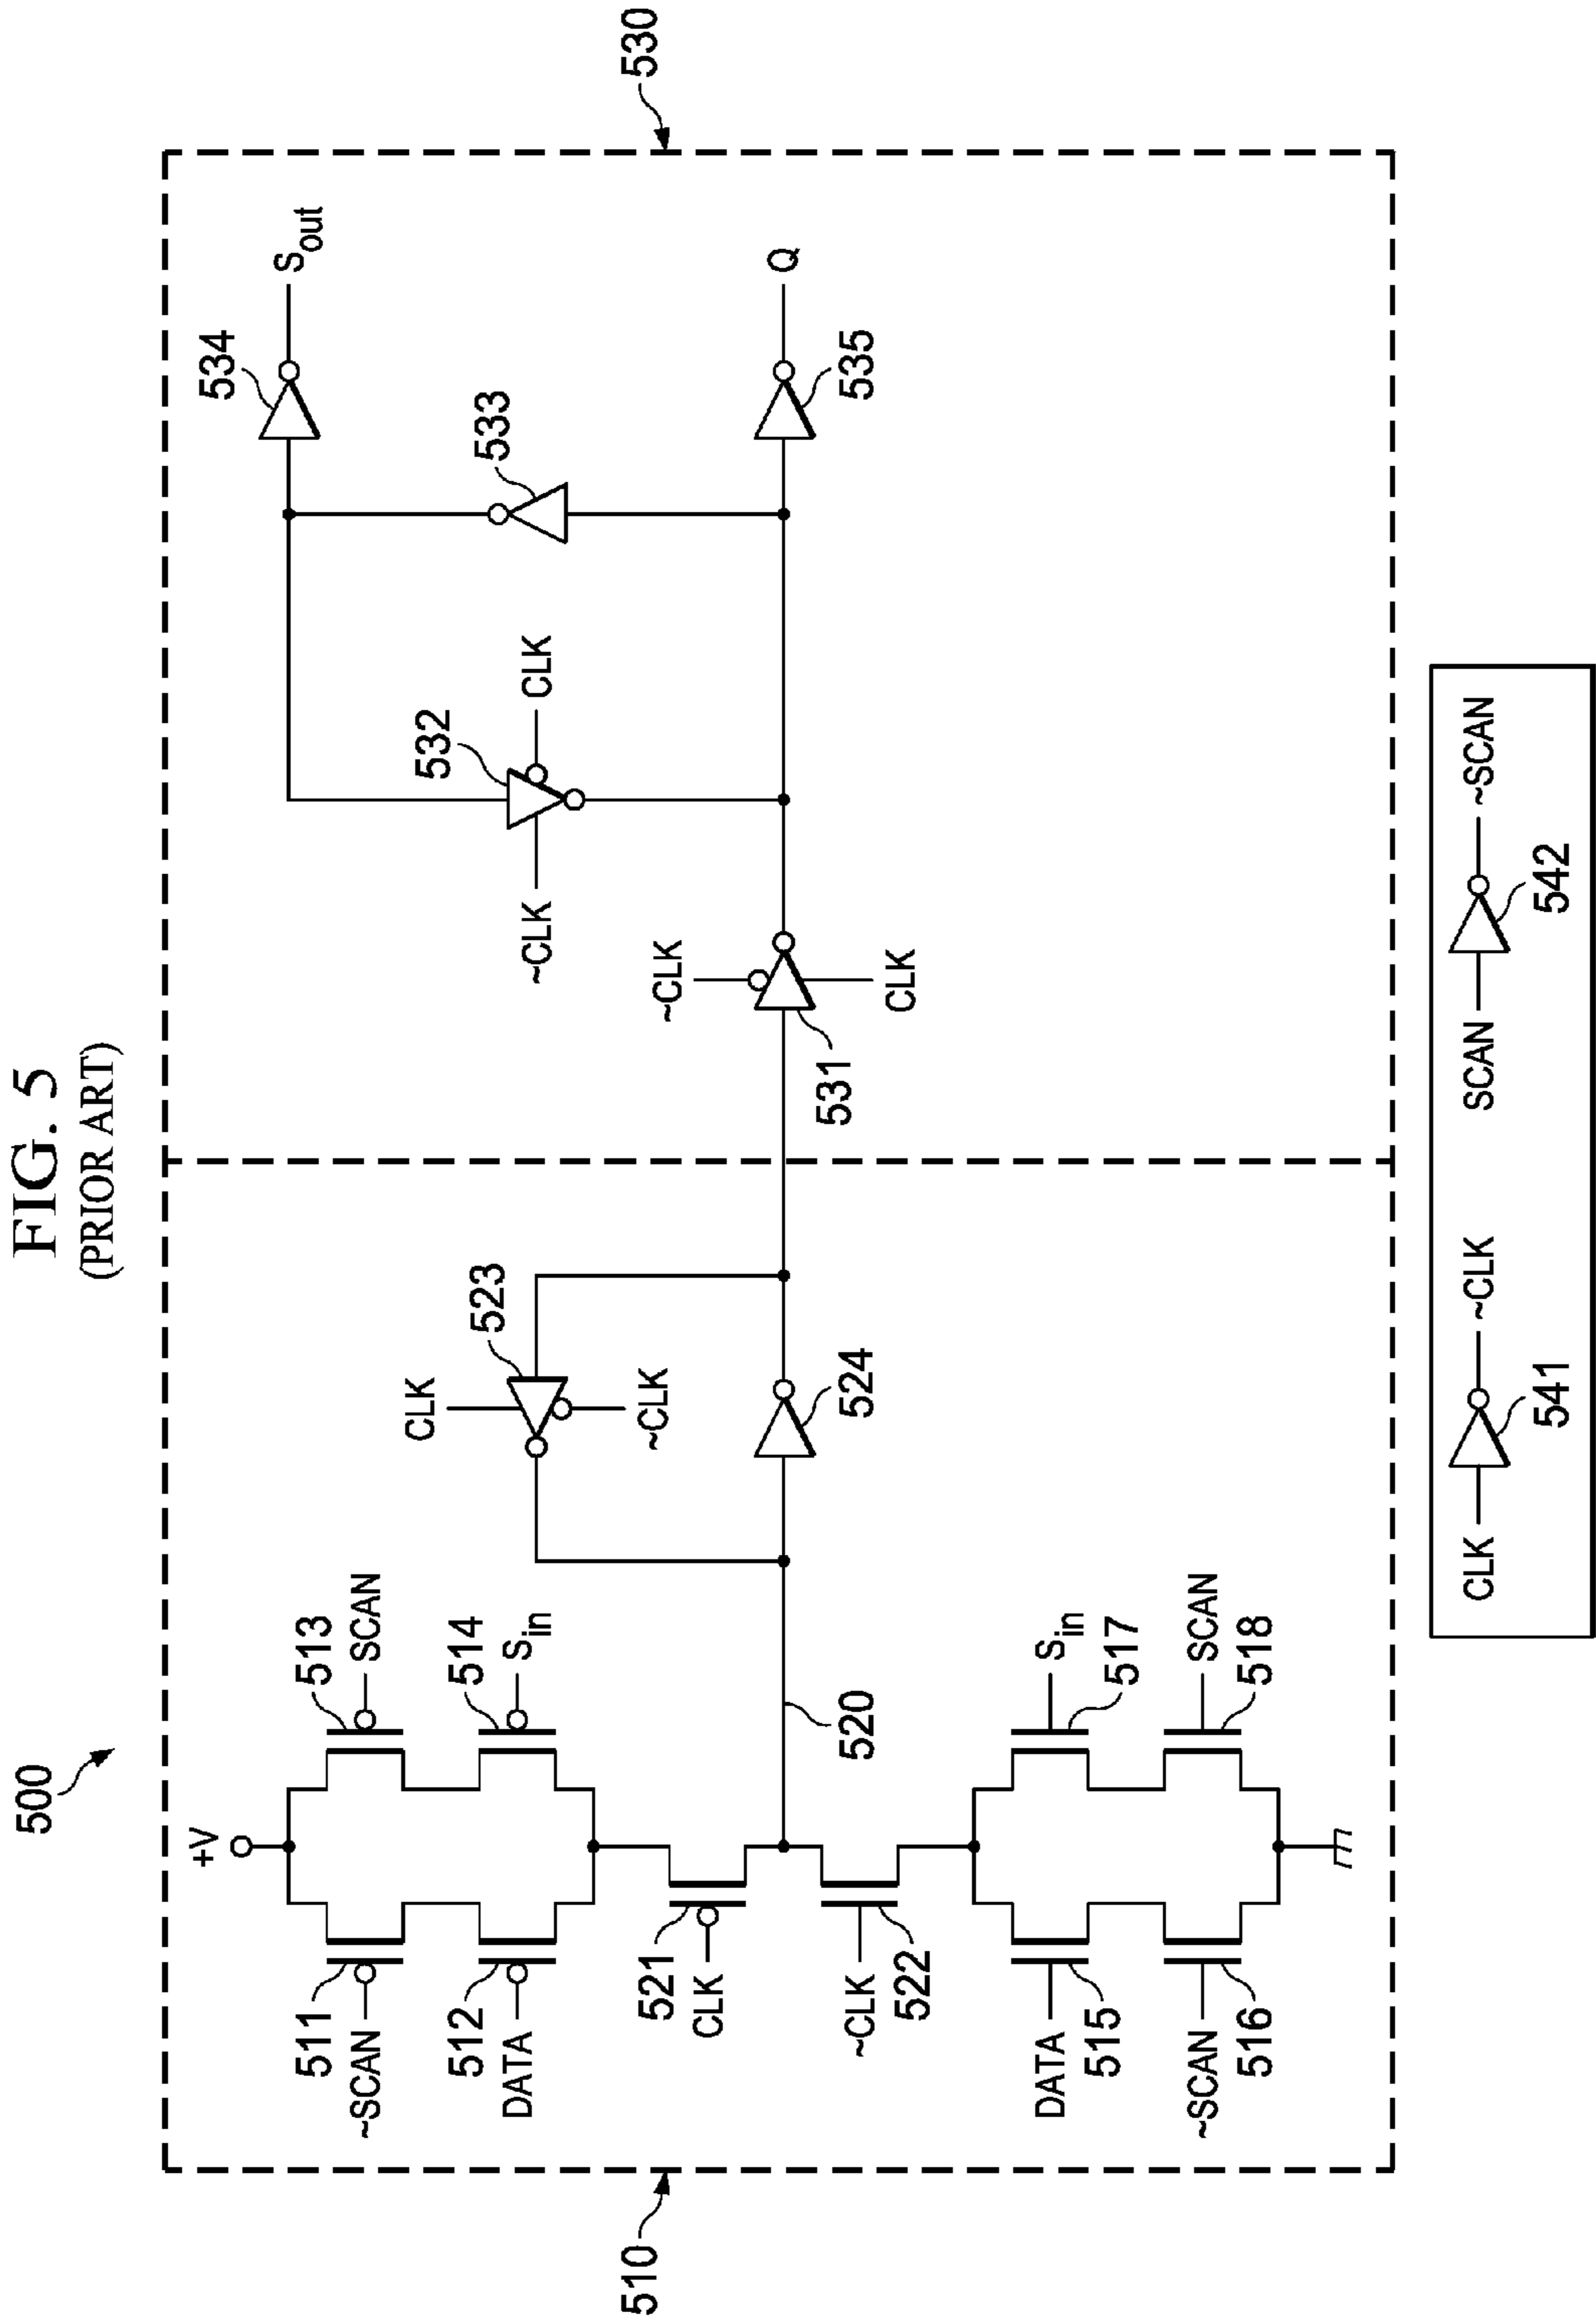 FIG. 5
(PRIOR ART)
500
510
530
+V
511
~SCAN
513
SCAN
512
DATA
514
Sin
521
CLK
520
~CLK
522
DATA
515
Sin
517
~SCAN
516
SCAN
518
CLK
523
~CLK
524
531
~CLK
CLK
532
~CLK
CLK
533
534
Sout
535
Q
CLK
541
~CLK
SCAN
542
~SCAN